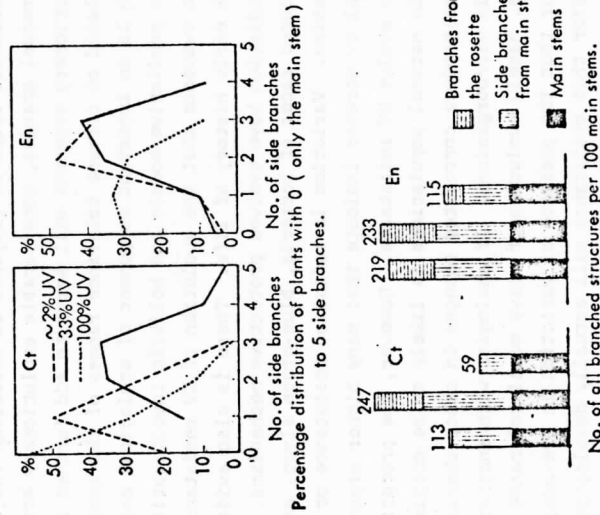 %
50
40
30
20
10
0
Ct
~2%UV
33%UV
100%UV
0 1 2 3 4 5
No. of side branches
%
50
40
30
20
10
0
En
0 1 2 3 4 5
No. of side branches
Percentage distribution of plants with 0 ( only the main stem )
to 5 side branches.
Ct
113
247
59
En
219
233
115
Branches from
the rosette
Side branches
from main
Main stems
No. of all branched structures per 100 main stems.